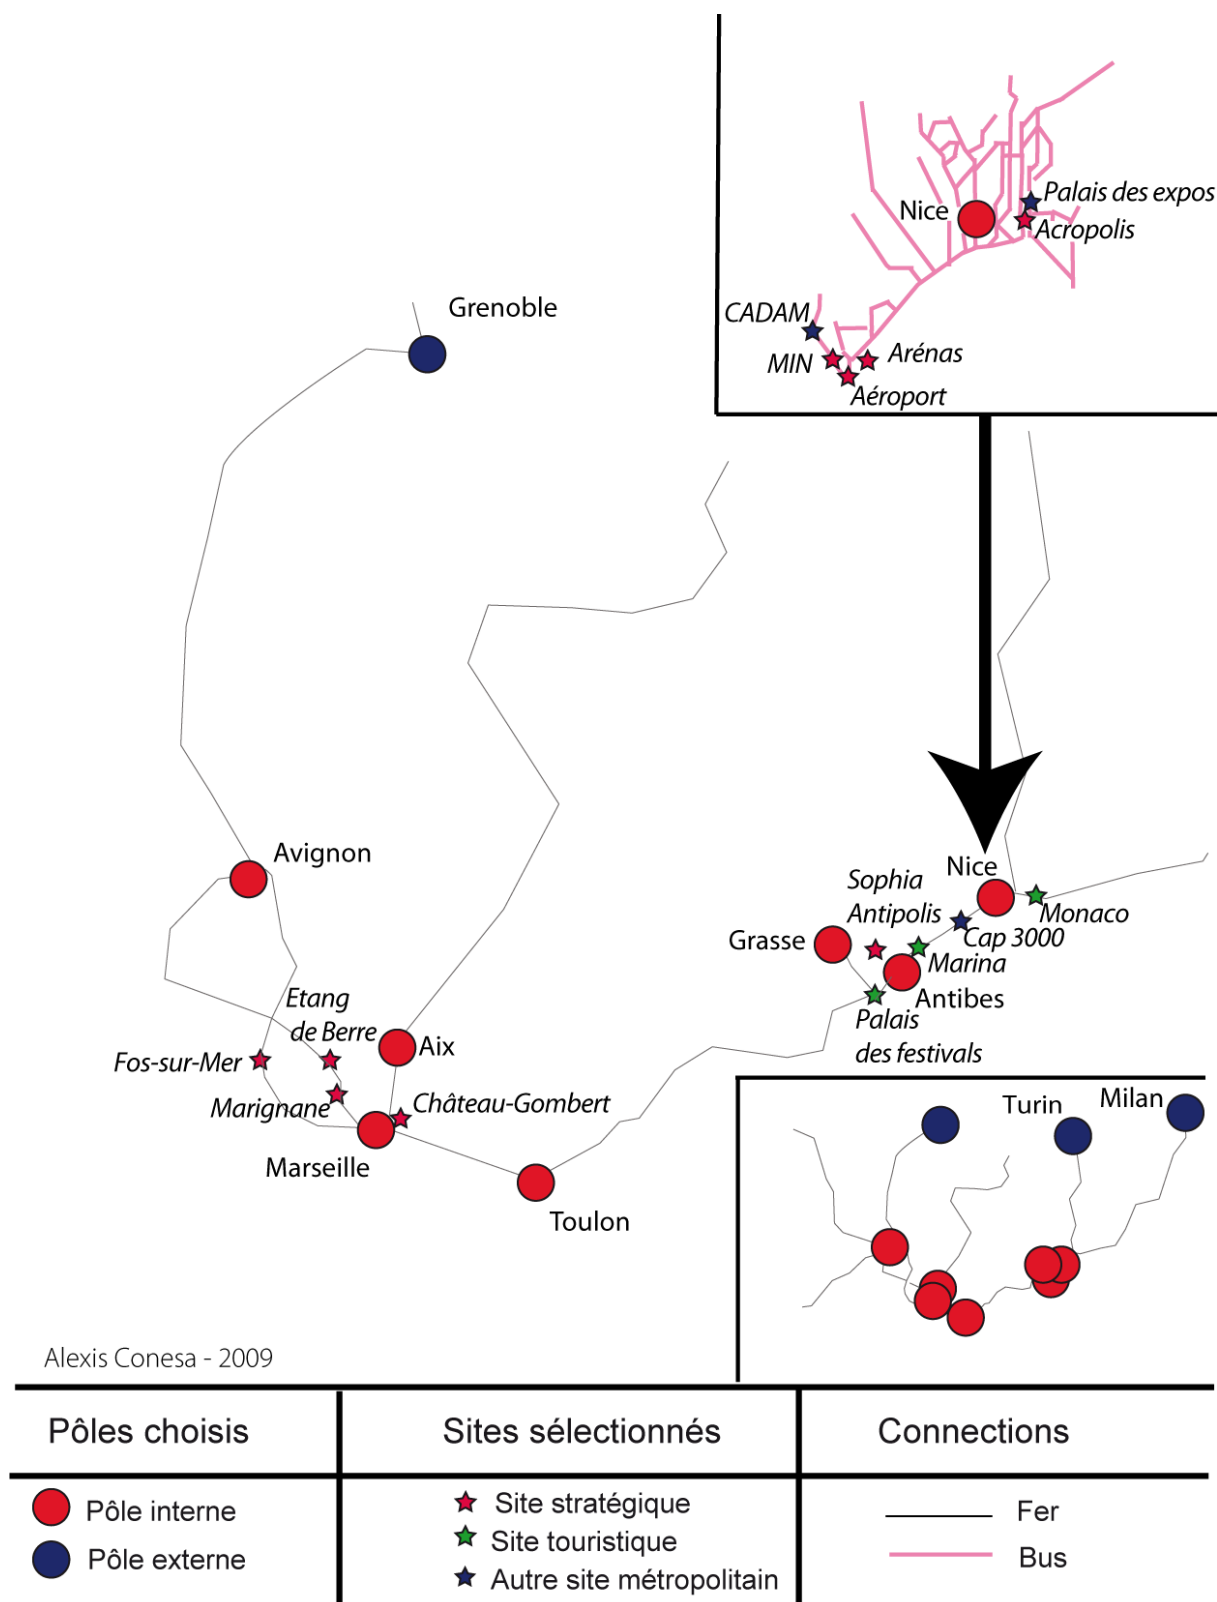 Palais des expos
Nice
Acropolis
CADAM
MIN
Arénas
Aéroport
Grenoble
Avignon
Nice
Sophia
Antipolis
Monaco
Grasse
Cap 3000
Marina
Antibes
Palais
des festivals
Etang
de Berre
Aix
Fos-sur-Mer
Marignane
Château-Gombert
Marseille
Toulon
Turin
Milan
Alexis Conesa - 2009
Pôles choisis
Sites sélectionnés
Connections
Pôle interne
Pôle externe
Site stratégique
Site touristique
Autre site métropolitain
Fer
Bus